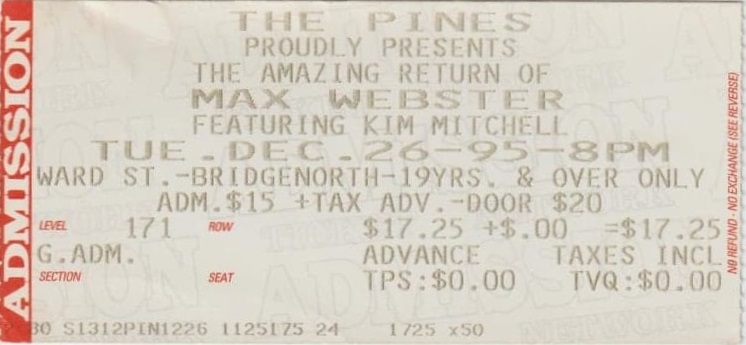 ADMISSION
THE PINES
PROUDLY PRESENTS
THE AMAZING RETURN OF
MAX WEBSTER
FEATURING KIM MITCHELL
TUE.DEC.26-95-8PM
WARD ST.-BRIDGENORTH-19YRS. & OVER ONLY
ADM.$15 +TAX ADV.-DOOR $20
LEVEL 171 ROW $17.25 +$.00 =$17.25
G.ADM. ADVANCE TAXES INCL
SECTION SEAT TPS:$0.00 TVQ:$0.00
S1312PIN1226 1125175 24 1725 x50
NO REFUND - NO EXCHANGE (SEE REVERSE)